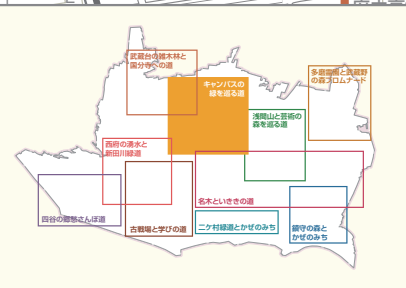 武蔵台の雑木林と
国分寺への道
キャンパスの
緑を巡る道
多磨霊園と武蔵野
の森プロムナード
浅間山と芸術の
森を巡る道
西府の湧水と
新田川緑道
名木といききの道
四谷の郷愁さんぽ道
古戦場と学びの道
二ケ村緑道とかぜのみち
鎮守の森と
かぜのみち